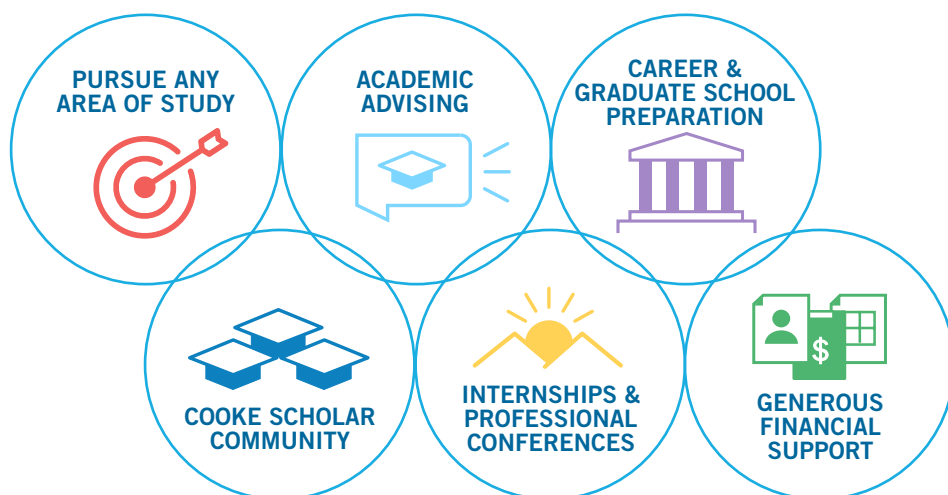 PURSUE ANY
AREA OF STUDY
ACADEMIC
ADVISING
CAREER &
GRADUATE SCHOOL
PREPARATION
COOKE SCHOLAR
COMMUNITY
INTERNSHIPS &
PROFESSIONAL
CONFERENCES
$
GENEROUS
FINANCIAL
SUPPORT